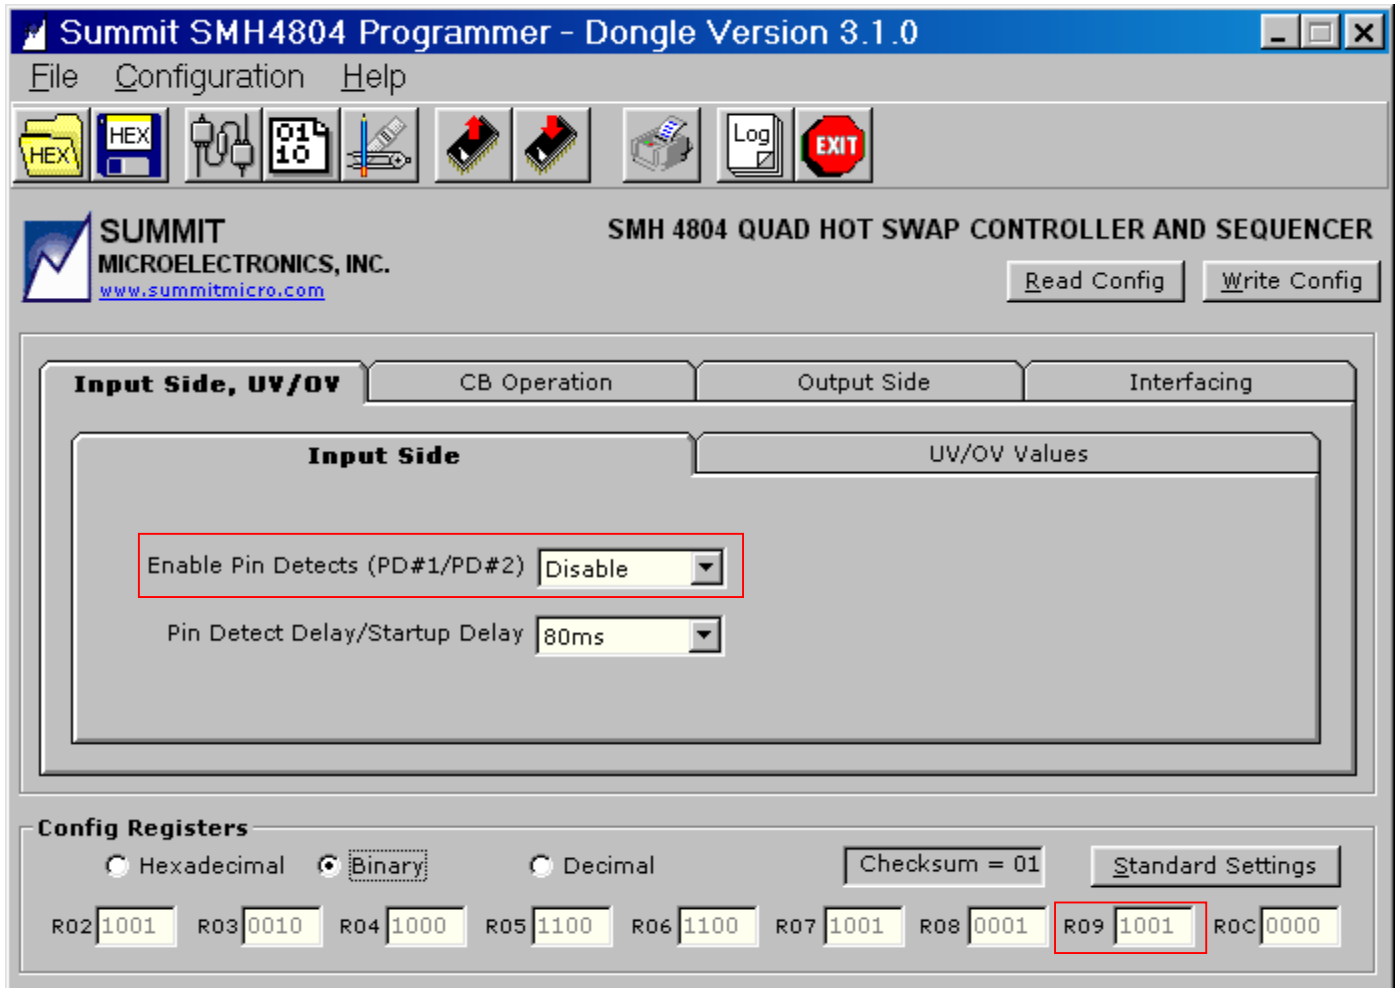 Summit SMH4804 Programmer - Dongle Version 3.1.0
File Configuration Help
HEX HEX 01 10 Log EXIT
SUMMIT
MICROELECTRONICS, INC.
www.summitmicro.com
SMH 4804 QUAD HOT SWAP CONTROLLER AND SEQUENCER
Read Config Write Config
Input Side, UV/OV CB Operation Output Side Interfacing
Input Side UV/OV Values
Enable Pin Detects (PD#1/PD#2) Disable
Pin Detect Delay/Startup Delay 80ms
Config Registers
Hexadecimal Binary Decimal Checksum = 01 Standard Settings
R02 1001 R03 0010 R04 1000 R05 1100 R06 1100 R07 1001 R08 0001 R09 1001 R0C 0000